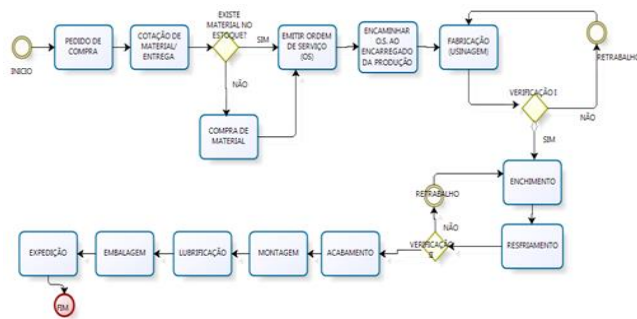 EXISTE
MATERIAL NO
ESTOQUE?
INICIO
PEDIDO DE
COMPRA
COTAÇÃO DE
MATERIAL/
ENTREGA
SIM
NÃO
COMPRA DE
MATERIAL
EMITIR ORDEM
DE SERVIÇO
(OS)
ENCAMINHAR
O.S. AO
ENCARREGADO
DA PRODUÇÃO
FABRICAÇÃO
(USINAGEM)
RETRABALHO
VERIFICAÇÃO I
NÃO
SIM
ENCHIMENTO
RETRABALHO
RESFRIAMENTO
NÃO
VERIFICAÇÃO
ACABAMENTO
MONTAGEM
LUBRIFICAÇÃO
EMBALAGEM
EXPEDIÇÃO
FIM